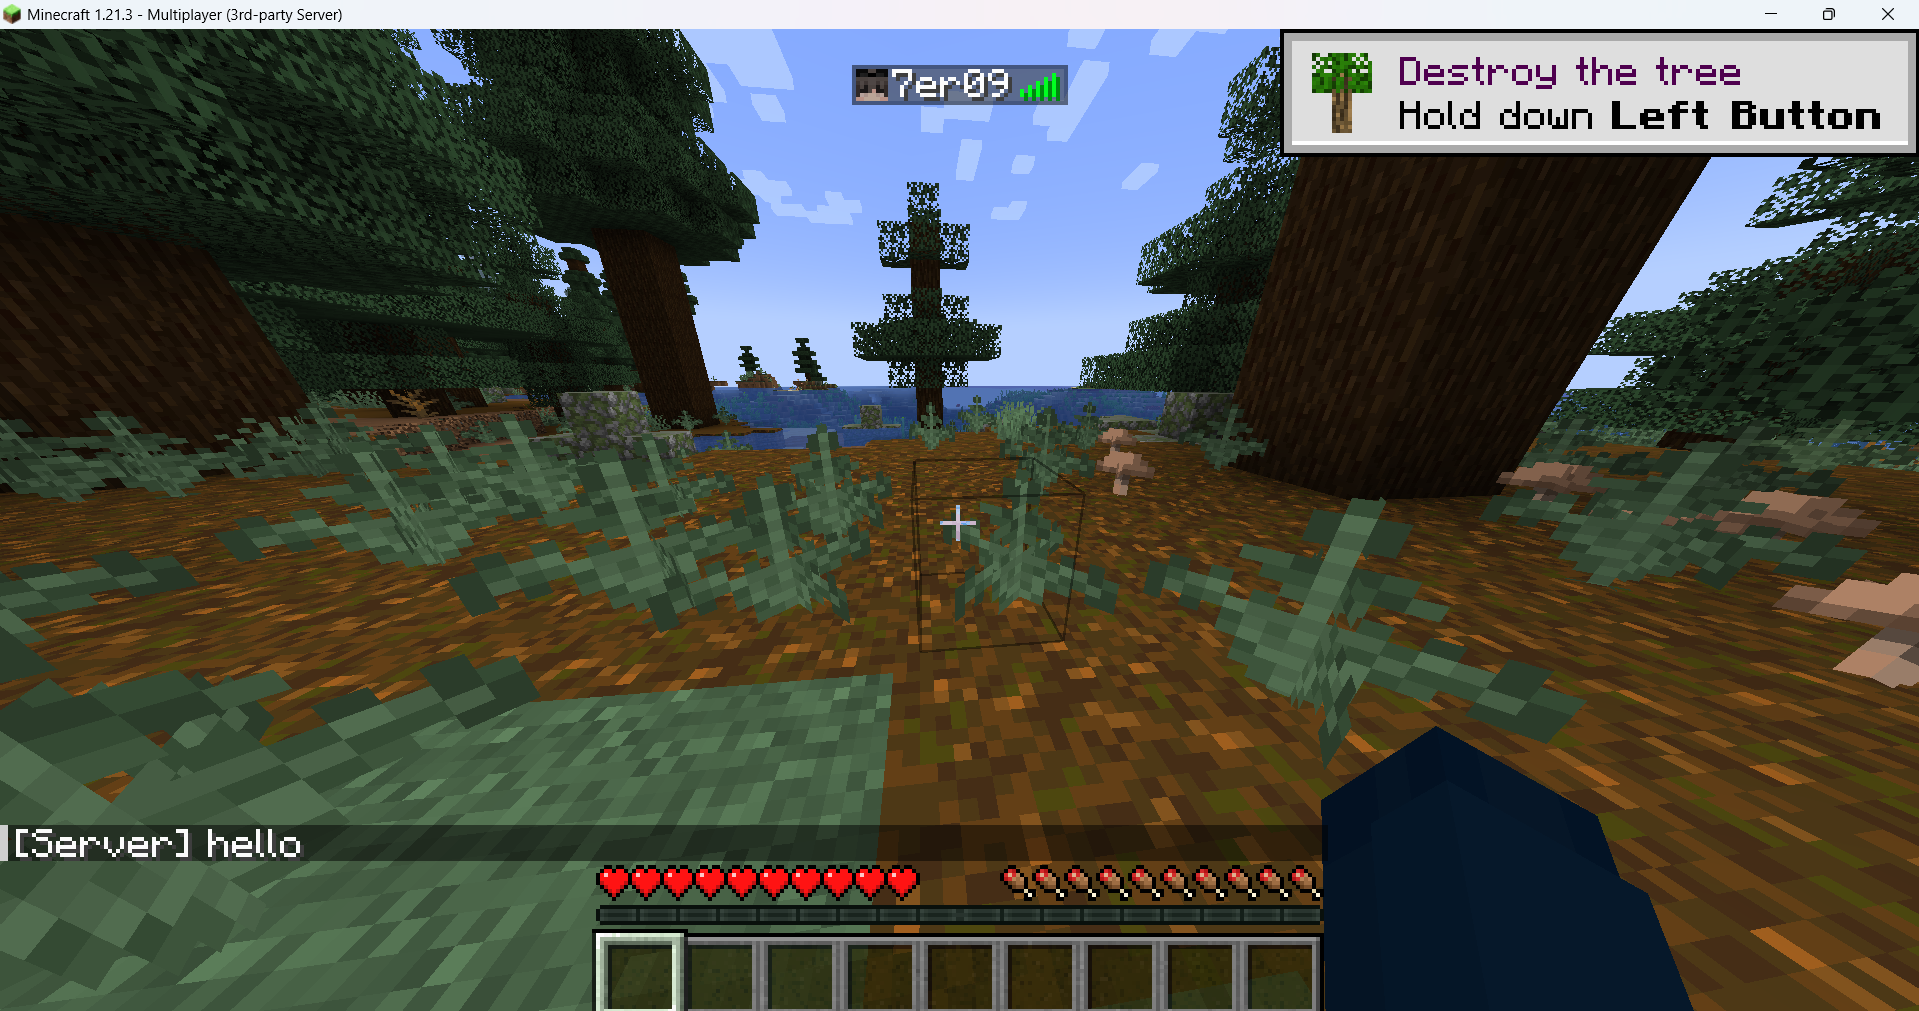 Minecraft 1.21.3 - Multiplayer (3rd-party Server)
7er09
Destroy the tree
Hold down Left Button
[Server] hello